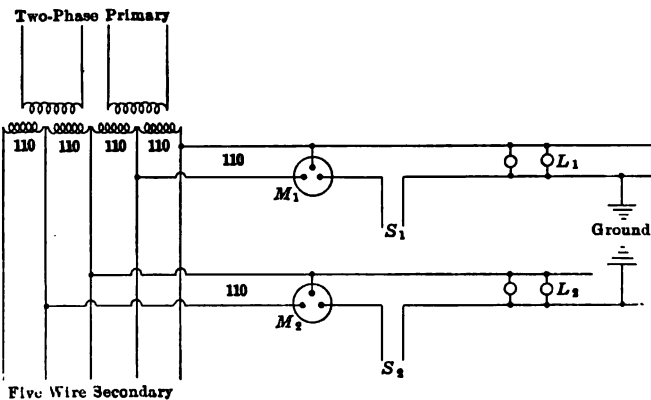 Two-Phase Primary
110 110 110 110
110
M1
L1
S1
Ground
110
M2
L2
S2
Five Wire Secondary